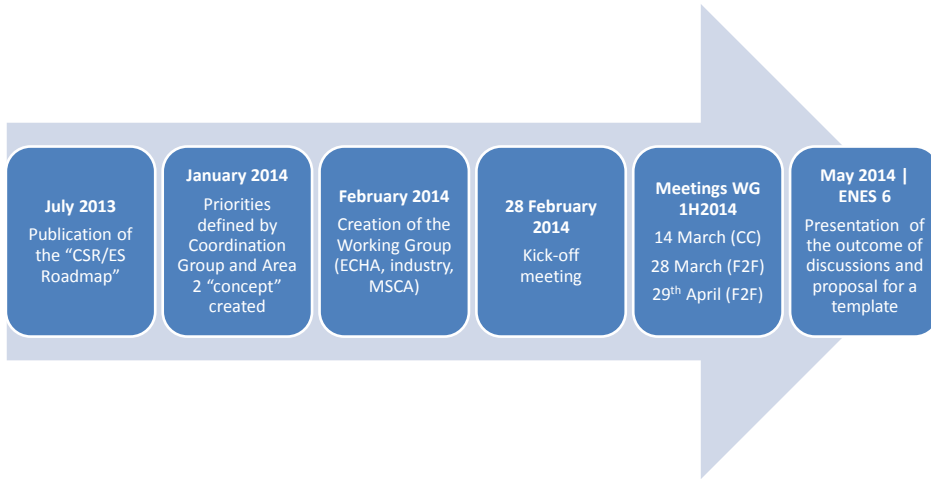 July 2013
Publication of
the “CSR/ES
Roadmap”
January 2014
Priorities
defined by
Coordination
Group and Area
2 “concept”
created
February 2014
Creation of the
Working Group
(ECHA, industry,
MSCA)
28 February
2014
Kick-off
meeting
Meetings WG
1H2014
14 March (CC)
28 March (F2F)
29th April (F2F)
May 2014 |
ENES 6
Presentation of
the outcome of
discussions and
proposal for a
template